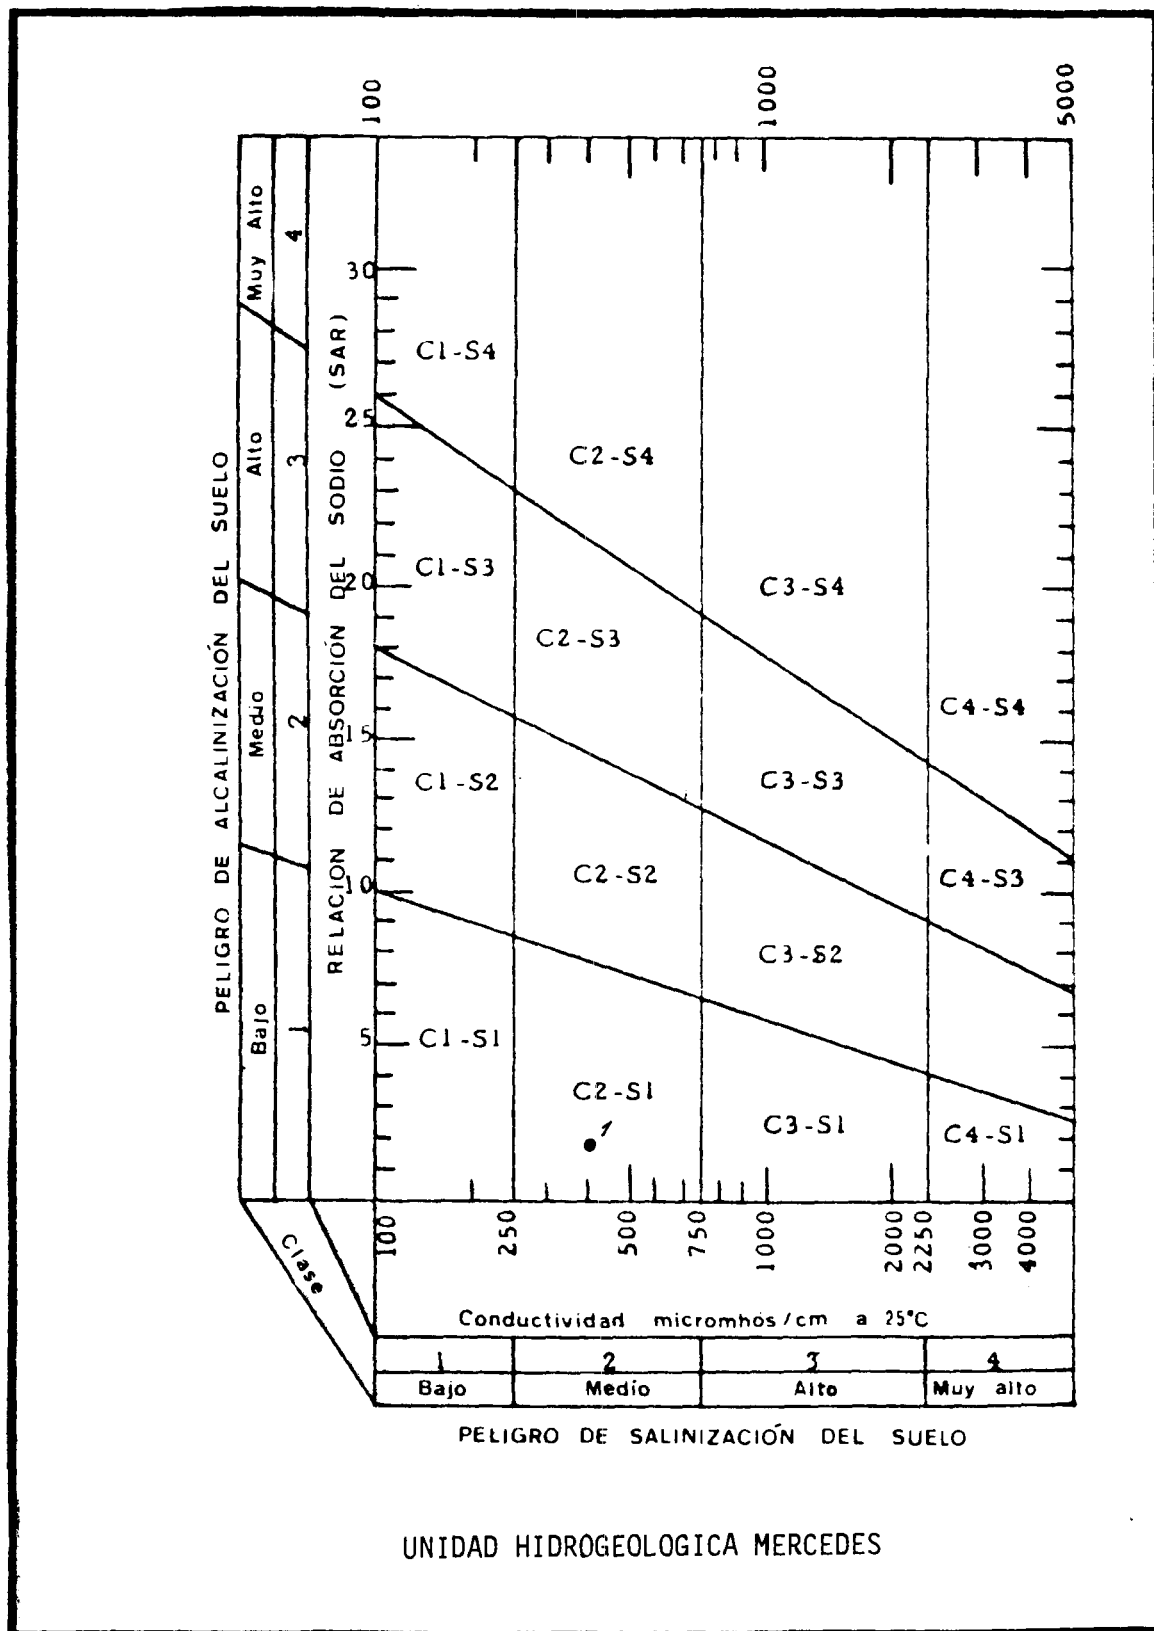 100
1000
5000
PELIGRO DE ALCALINIZACIÓN DEL SUELO
Muy Alto
4
Alto
3
Medio
2
Bajo
1
RELACION DE ABSORCIÓN DEL SODIO (SAR)
30
25
20
15
10
5
C1-S4
C2-S4
C1-S3
C3-S4
C2-S3
C4-S4
C1-S2
C3-S3
C2-S2
C4-S3
C3-S2
C1-S1
C2-S1
1
C3-S1
C4-S1
100
250
500
750
1000
2000
2250
3000
4000
Clase
Conductividad micromhos/cm a 25°C
1 2 3 4
Bajo Medio Alto Muy alto
PELIGRO DE SALINIZACIÓN DEL SUELO
UNIDAD HIDROGEOLOGICA MERCEDES